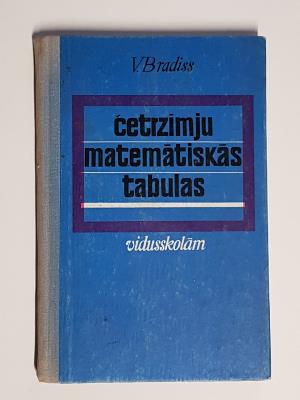 V.Bradiss
četrzīmju
matemātiskās
tabulas
vidusskolām